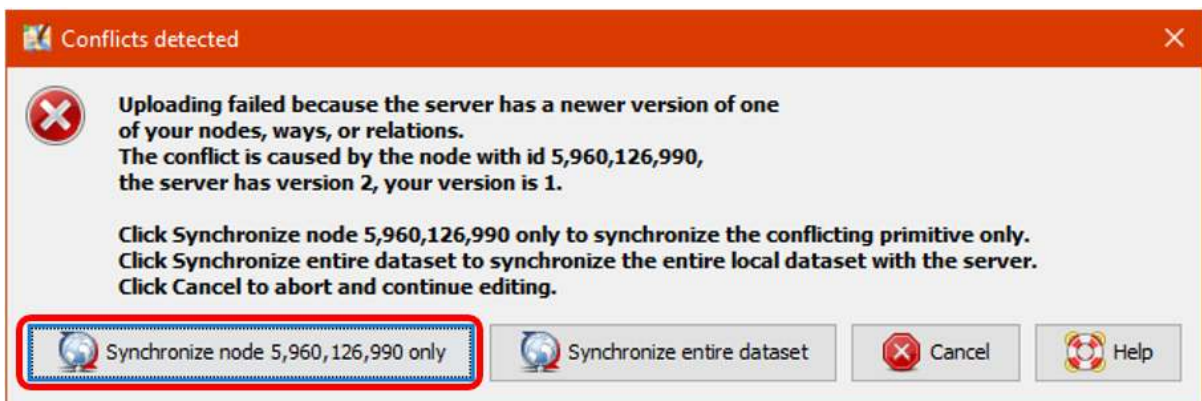 Conflicts detected
Uploading failed because the server has a newer version of one
of your nodes, ways, or relations.
The conflict is caused by the node with id 5,960,126,990,
the server has version 2, your version is 1.
Click Synchronize node 5,960,126,990 only to synchronize the conflicting primitive only.
Click Synchronize entire dataset to synchronize the entire local dataset with the server.
Click Cancel to abort and continue editing.
Synchronize node 5,960,126,990 only
Synchronize entire dataset
Cancel
Help